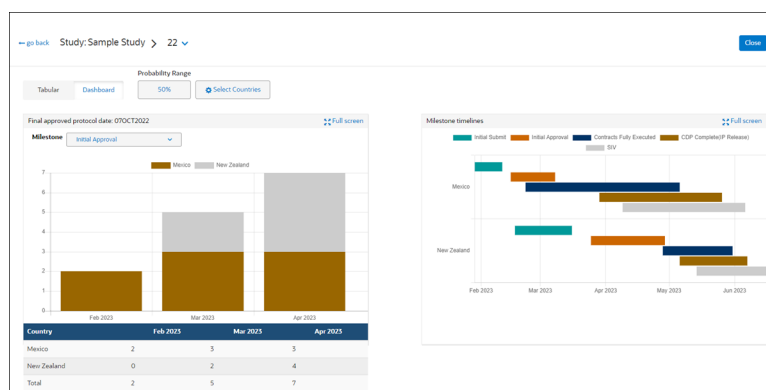 ← go back Study: Sample Study > 22
Close
Probability Range
Tabular Dashboard 50% Select Countries
Final approved protocol date: 07OCT2022 Full screen
Milestone Initial Approval
Mexico New Zealand
7
6
5
4
3
2
1
0
Feb 2023 Mar 2023 Apr 2023
Country Feb 2023 Mar 2023 Apr 2023
Mexico 2 3 3
New Zealand 0 2 4
Total 2 5 7
Milestone timelines Full screen
Initial Submit Initial Approval Contracts Fully Executed CDP Complete(IP Release)
SIV
Mexico
New Zealand
Feb 2023 Mar 2023 Apr 2023 May 2023 Jun 2023